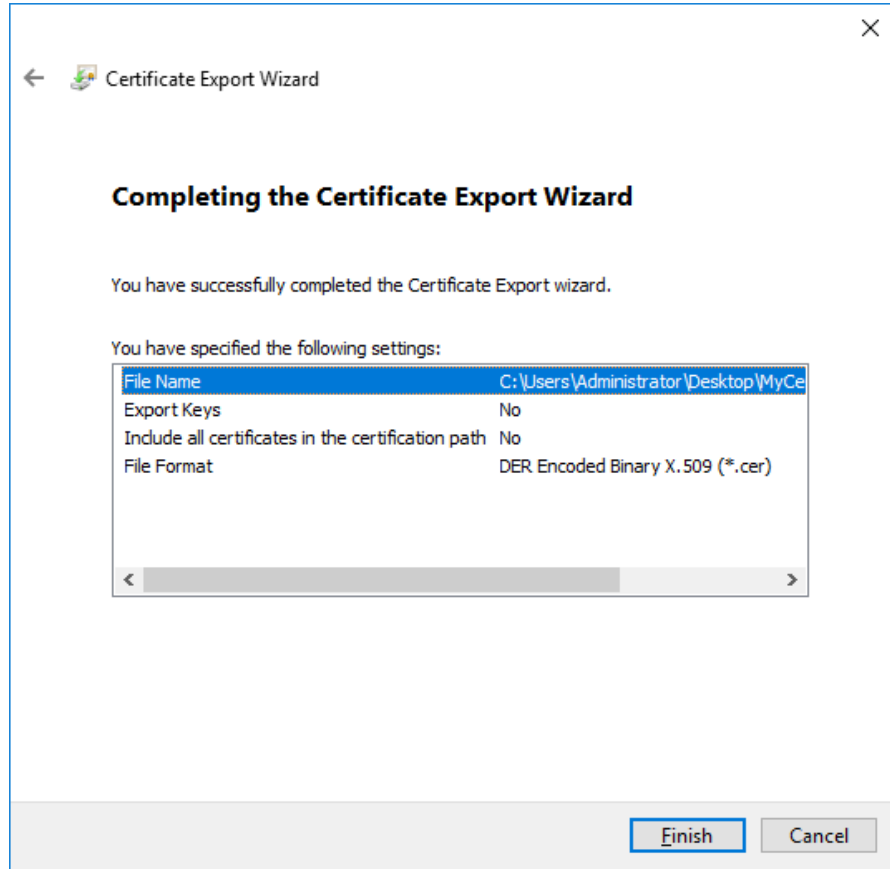 Certificate Export Wizard
Completing the Certificate Export Wizard
You have successfully completed the Certificate Export wizard.
You have specified the following settings:
File Name C:\Users\Administrator\Desktop\MyCe
Export Keys No
Include all certificates in the certification path No
File Format DER Encoded Binary X.509 (*.cer)
Finish Cancel